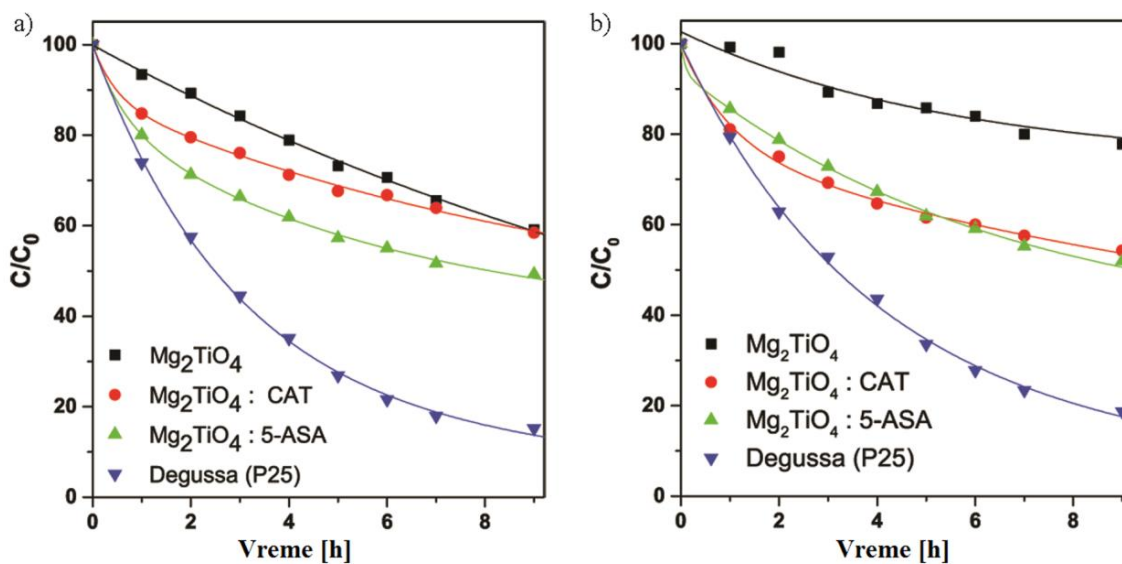 a)
100
80
60
40
20
0
C/C₀
Mg₂TiO₄
Mg₂TiO₄ : CAT
Mg₂TiO₄ : 5-ASA
Degussa (P25)
0 2 4 6 8
Vreme [h]
b)
100
80
60
40
20
0
C/C₀
Mg₂TiO₄
Mg₂TiO₄ : CAT
Mg₂TiO₄ : 5-ASA
Degussa (P25)
0 2 4 6 8
Vreme [h]